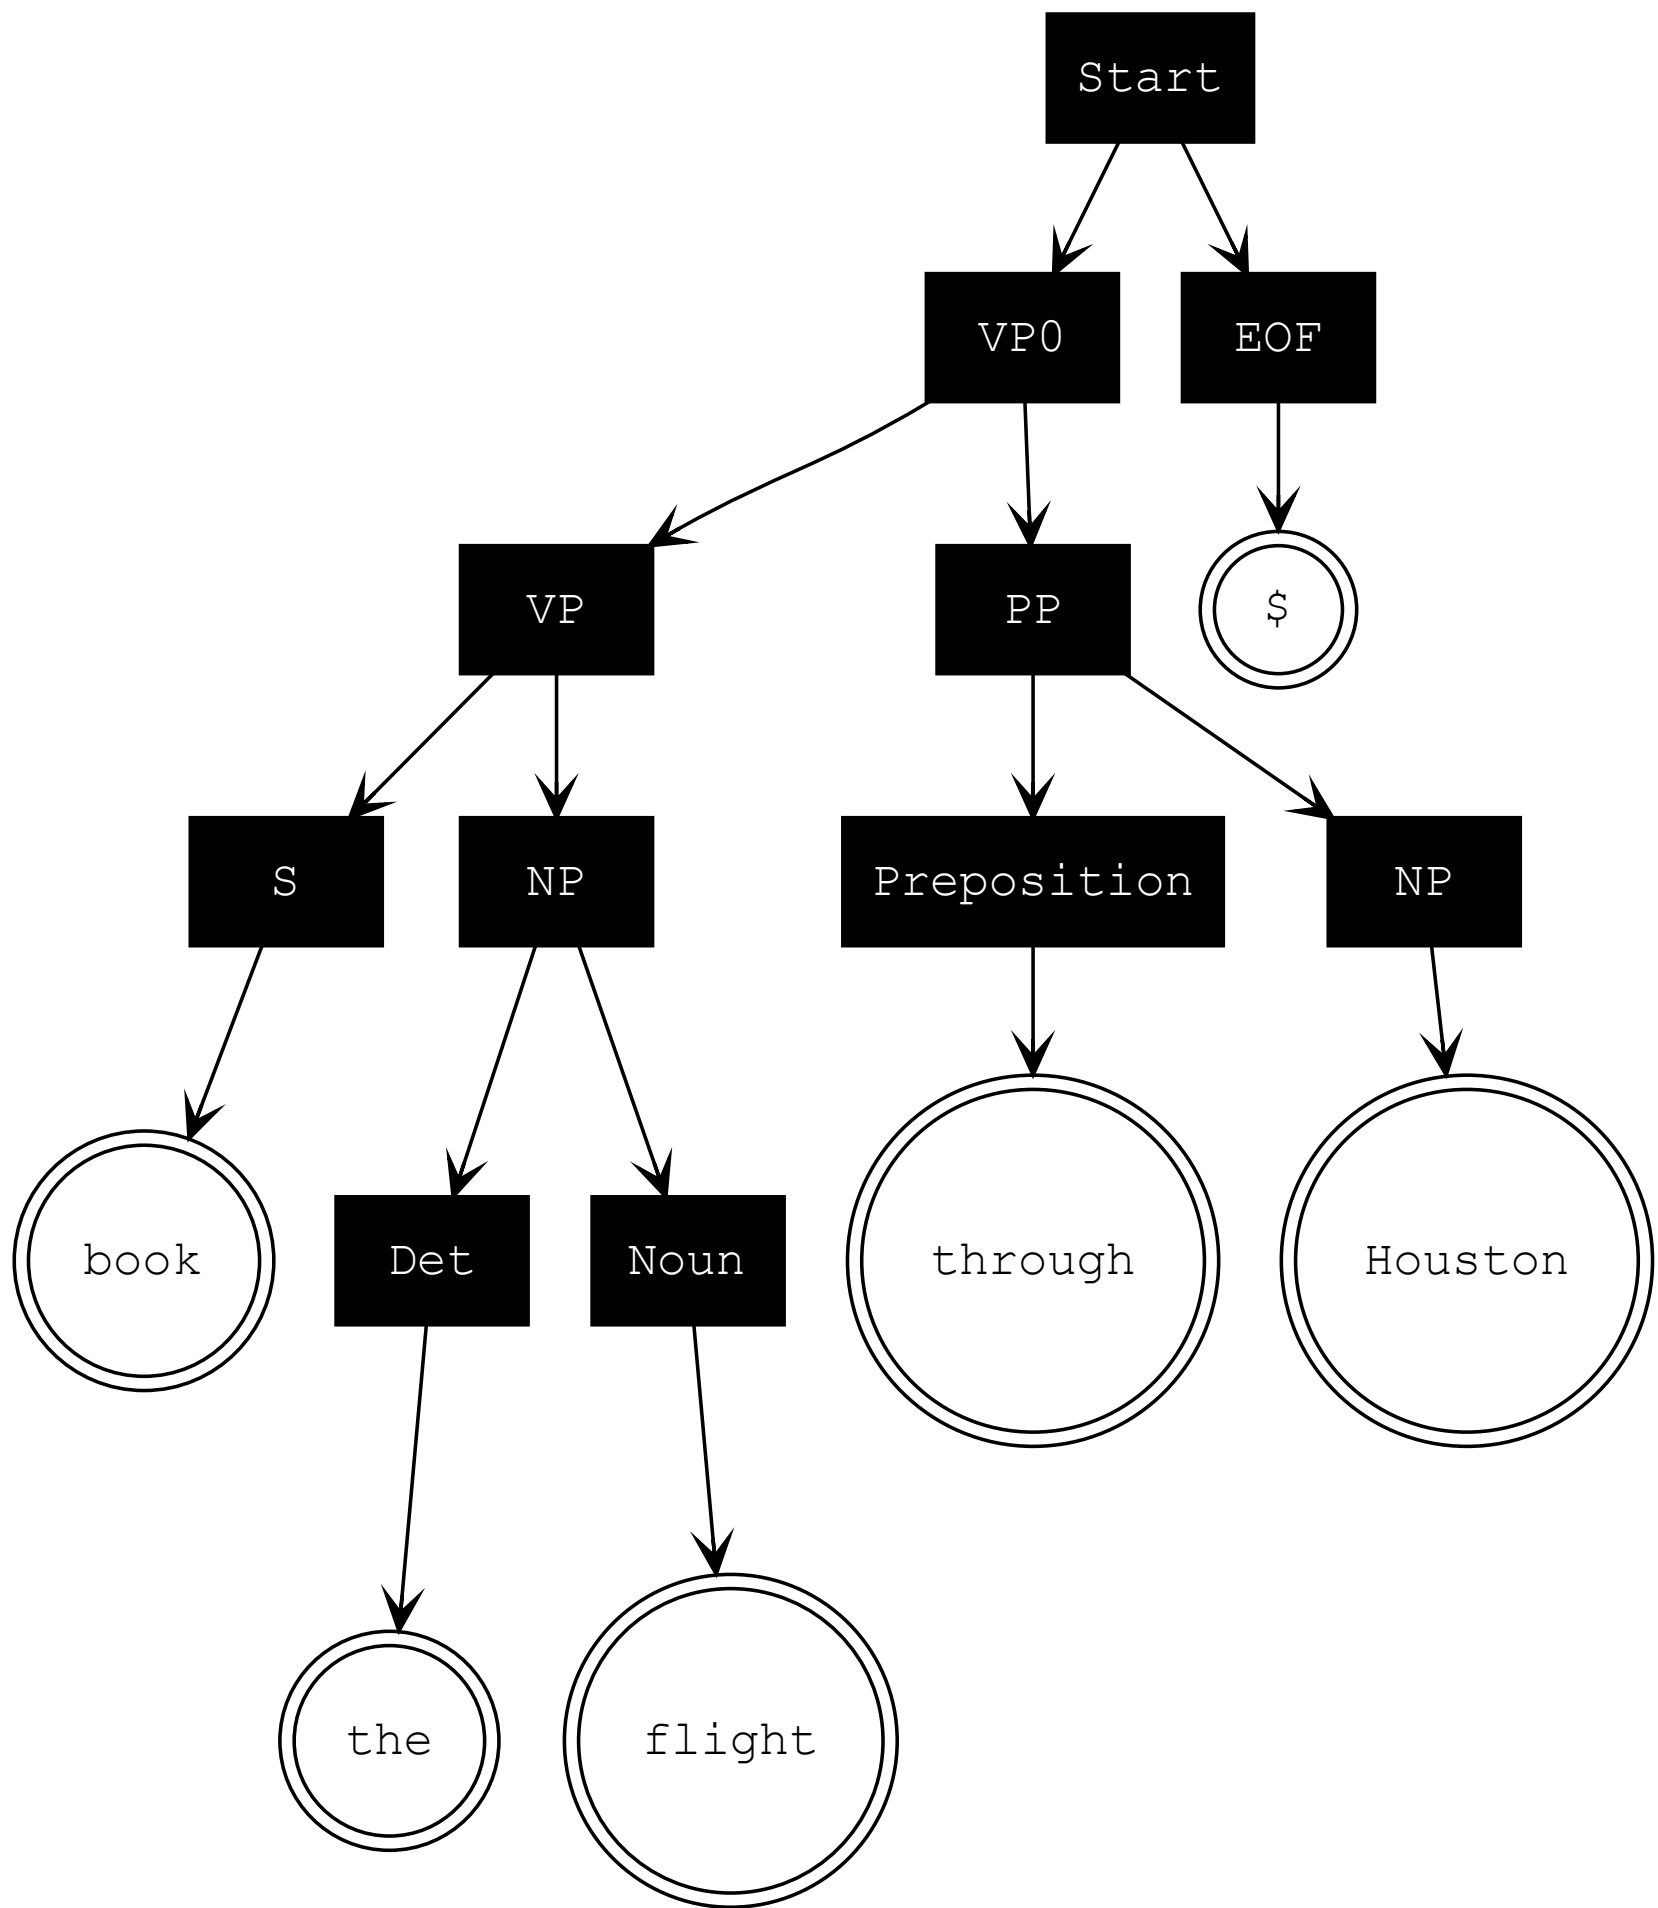 Start
VP0 EOF
VP PP $
S NP Preposition NP
book Det Noun through Houston
the flight